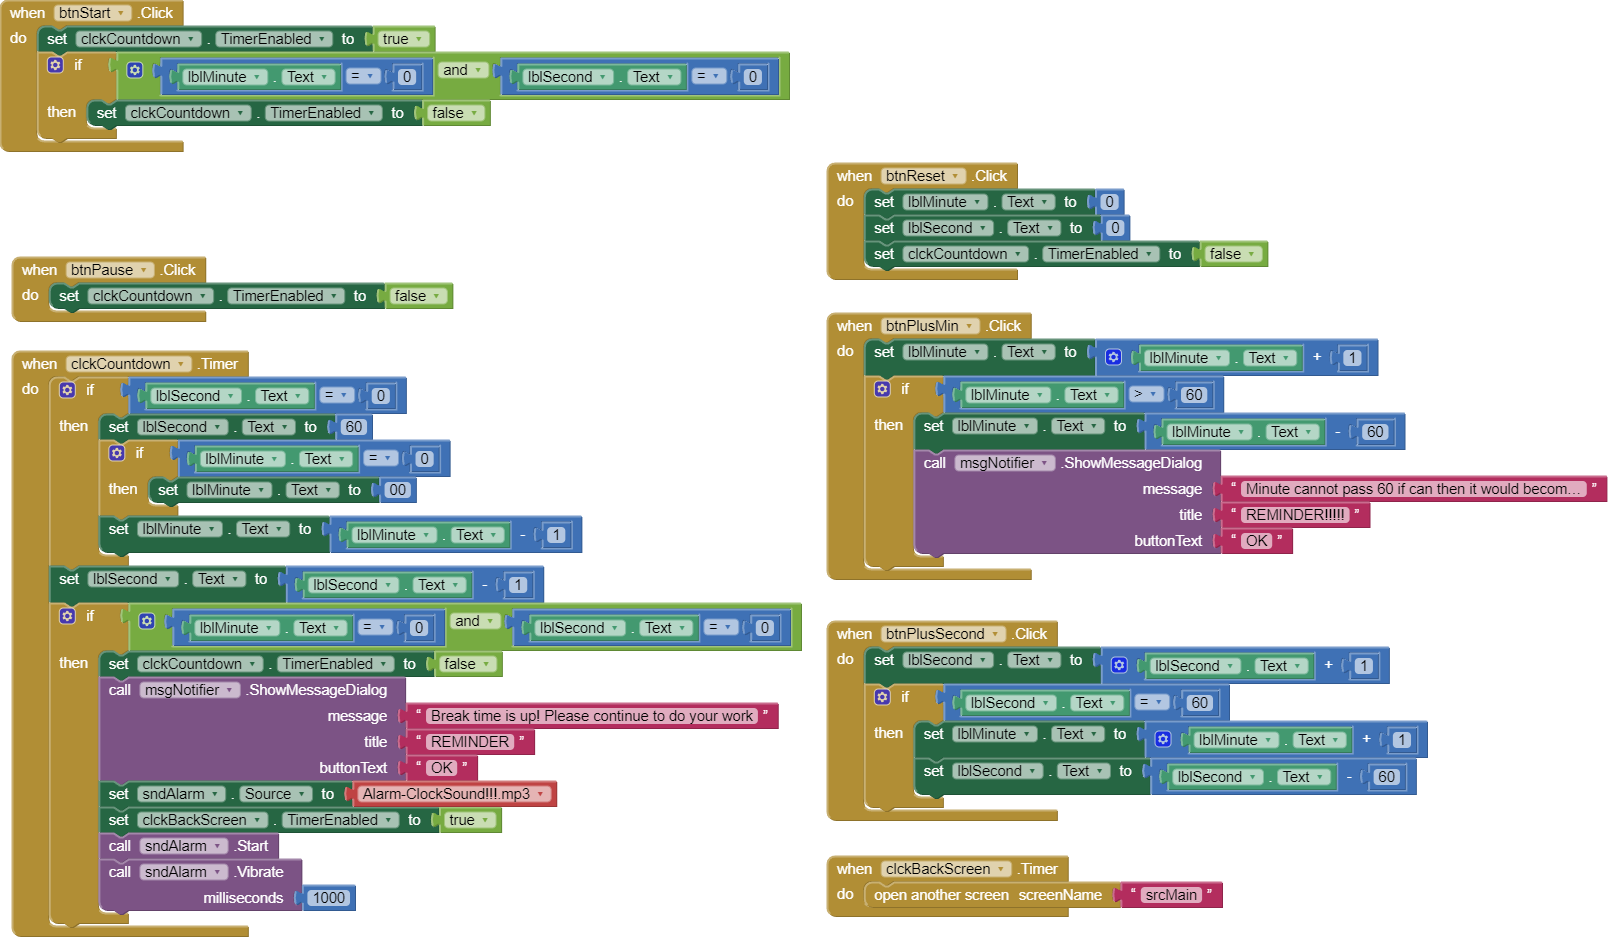 when btnStart .Click
do set clckCountdown . TimerEnabled to true
if lblMinute . Text = 0 and lblSecond . Text = 0
then set clckCountdown . TimerEnabled to false
when btnPause .Click
do set clckCountdown . TimerEnabled to false
when clckCountdown .Timer
do if lblSecond . Text = 0
then set lblSecond . Text to 60
if lblMinute . Text = 0
then set lblMinute . Text to 00
set lblMinute . Text to lblMinute . Text - 1
set lblSecond . Text to lblSecond . Text - 1
if lblMinute . Text = 0 and lblSecond . Text = 0
then set clckCountdown . TimerEnabled to false
call msgNotifier .ShowMessageDialog
message “ Break time is up! Please continue to do your work ”
title “ REMINDER ”
buttonText “ OK ”
set sndAlarm . Source to Alarm-ClockSound!!!.mp3
set clckBackScreen . TimerEnabled to true
call sndAlarm .Start
call sndAlarm .Vibrate
milliseconds 1000
when btnReset .Click
do set lblMinute . Text to 0
set lblSecond . Text to 0
set clckCountdown . TimerEnabled to false
when btnPlusMin .Click
do set lblMinute . Text to lblMinute . Text + 1
if lblMinute . Text > 60
then set lblMinute . Text to lblMinute . Text - 60
call msgNotifier .ShowMessageDialog
message “ Minute cannot pass 60 if can then it would becom... ”
title “ REMINDER!!!!! ”
buttonText “ OK ”
when btnPlusSecond .Click
do set lblSecond . Text to lblSecond . Text + 1
if lblSecond . Text = 60
then set lblMinute . Text to lblMinute . Text + 1
set lblSecond . Text to lblSecond . Text - 60
when clckBackScreen .Timer
do open another screen screenName “ srcMain ”